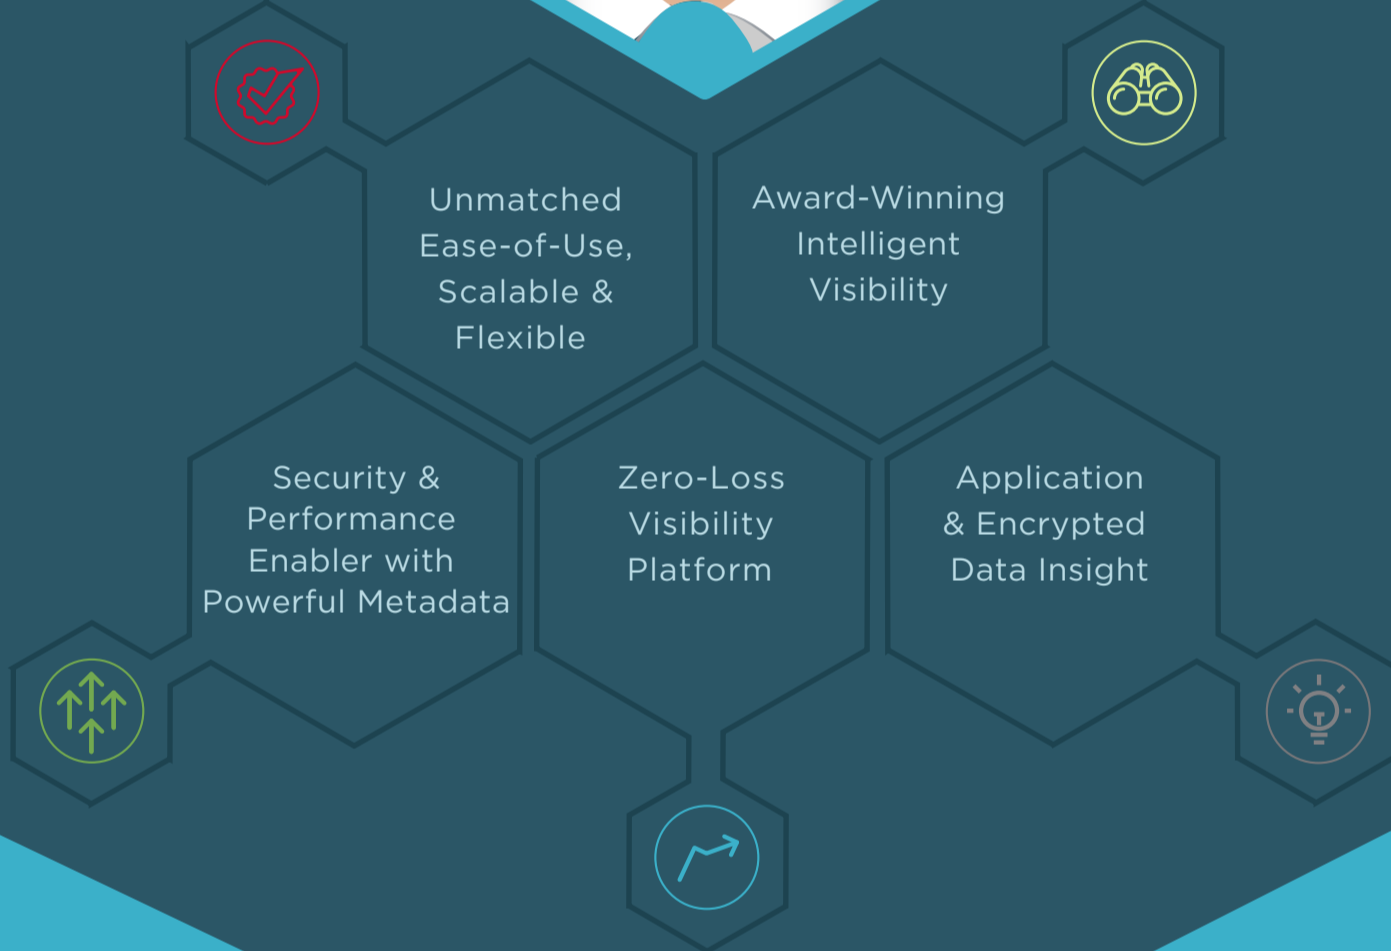 Unmatched
Ease-of-Use,
Scalable &
Flexible
Award-Winning
Intelligent
Visibility
Security &
Performance
Enabler with
Powerful Metadata
Zero-Loss
Visibility
Platform
Application
& Encrypted
Data Insight